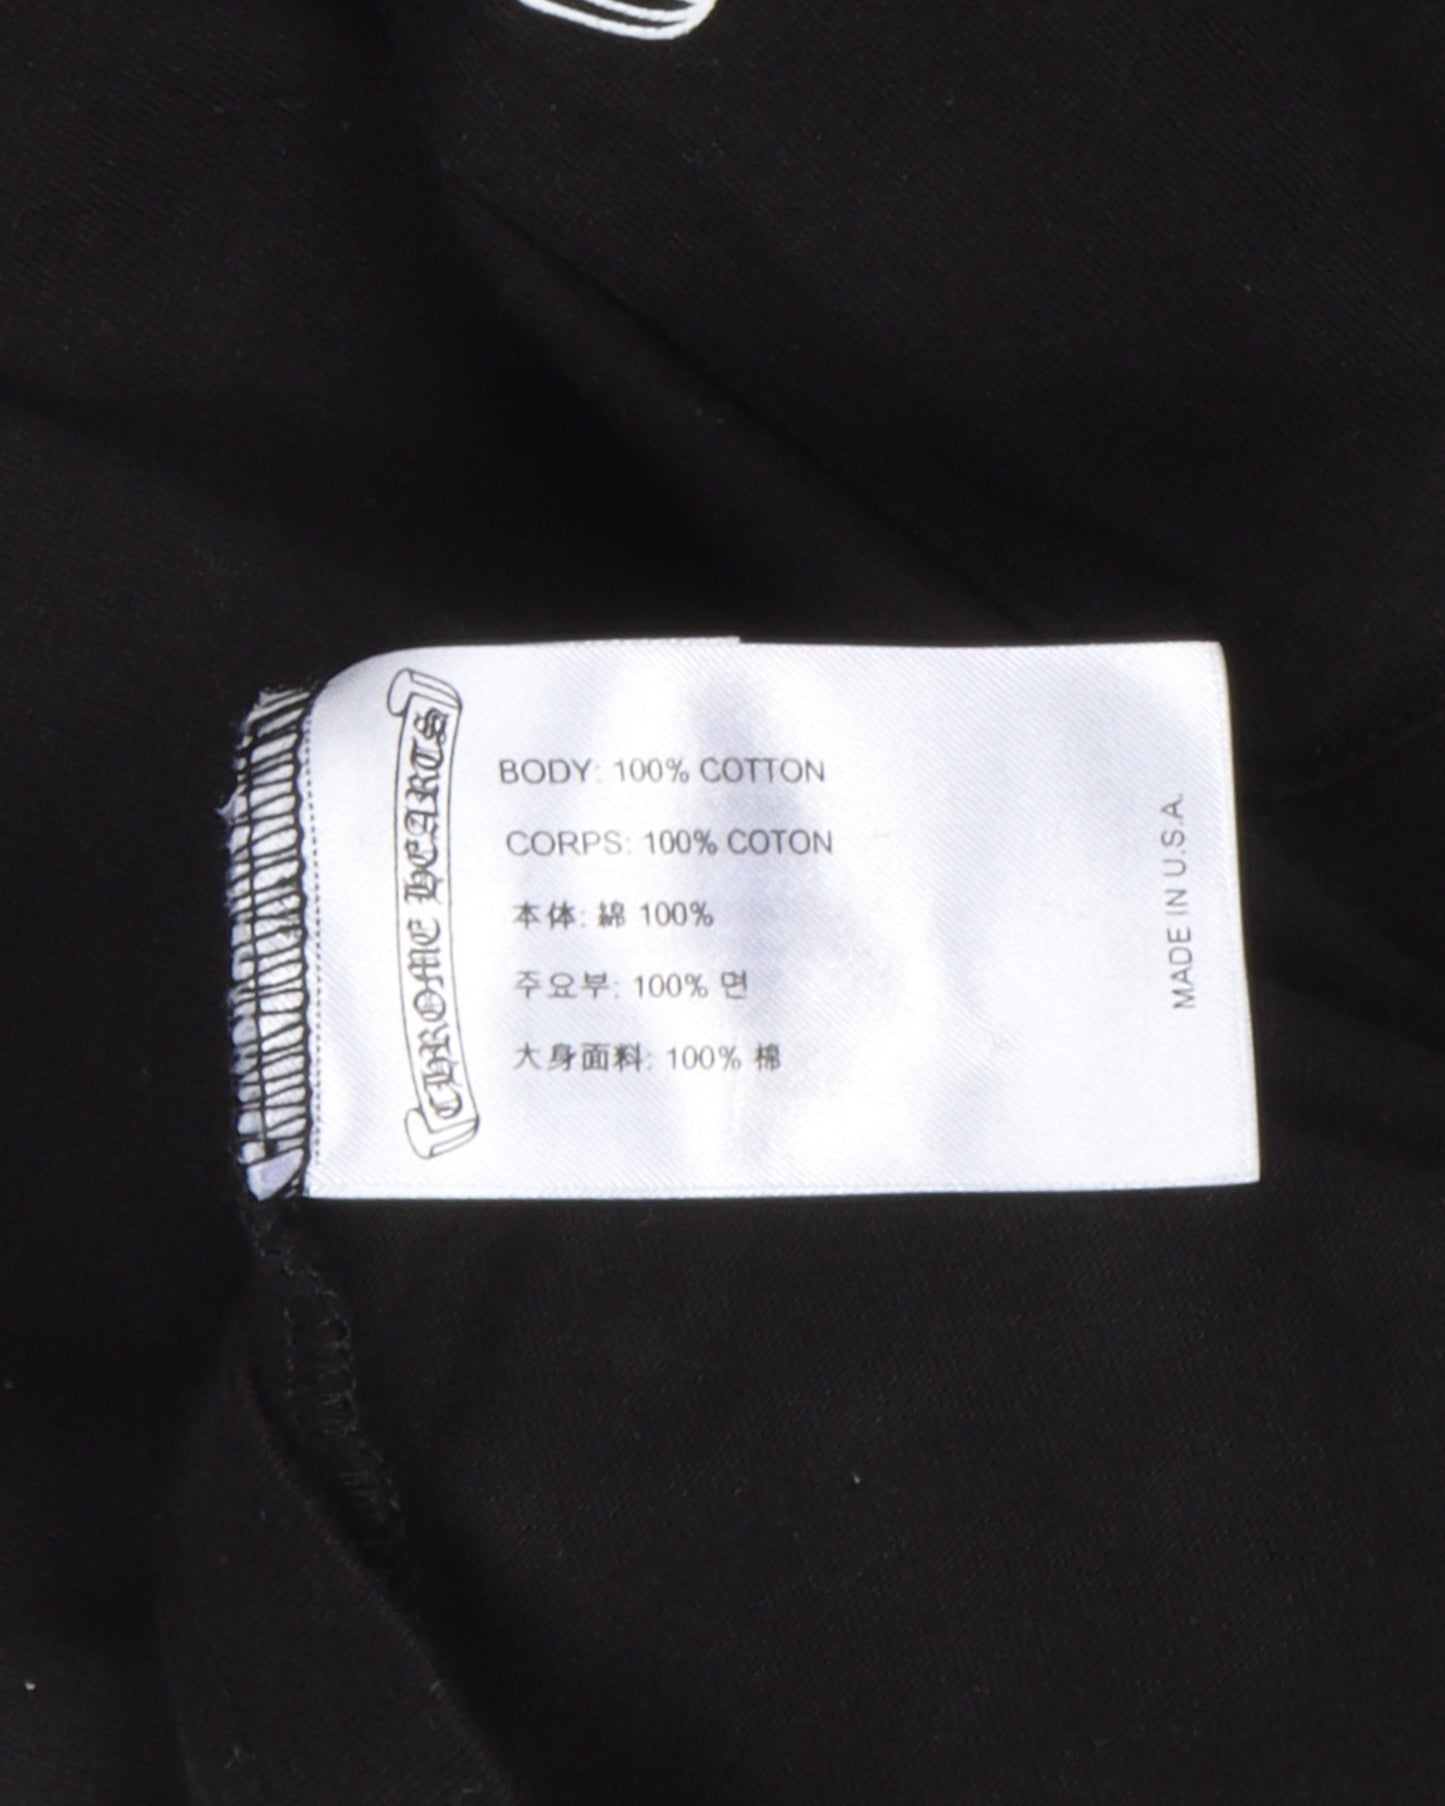 CHROME HEARTS
BODY: 100% COTTON
CORPS: 100% COTON
本体: 綿 100%
주요부: 100% 면
大身面料: 100% 棉
MADE IN U.S.A.